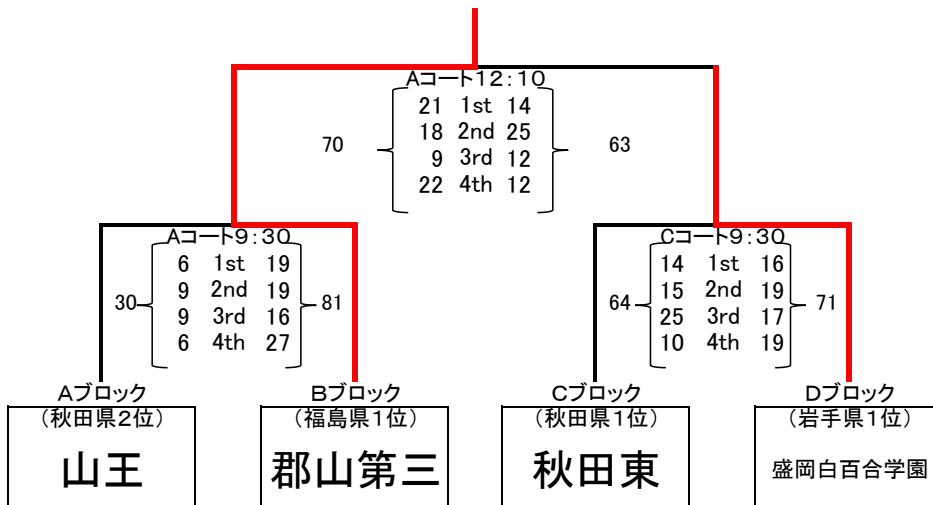 Aコート12:10
21 1st 14
18 2nd 25
70 9 3rd 12 63
22 4th 12
Aコート9:30
6 1st 19
9 2nd 19
30 9 3rd 16 81
6 4th 27
Cコート9:30
14 1st 16
15 2nd 19
64 25 3rd 17 71
10 4th 19
Aブロック
(秋田県2位)
山王
Bブロック
(福島県1位)
郡山第三
Cブロック
(秋田県1位)
秋田東
Dブロック
(岩手県1位)
盛岡白百合学園